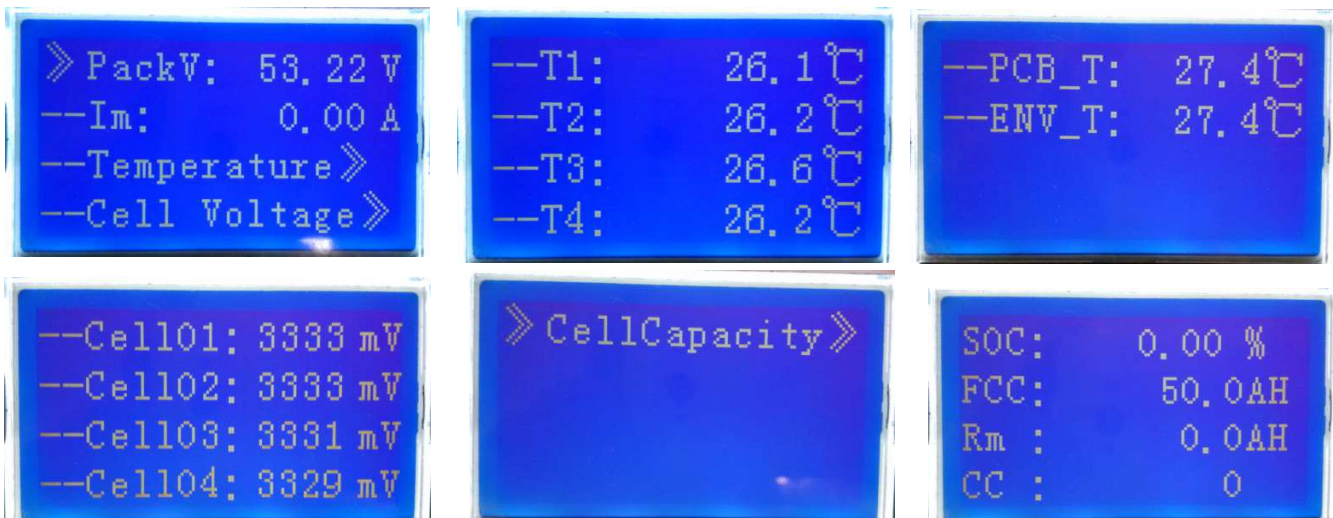 》PackV: 53.22 V
--Im: 0.00 A
--Temperature》
--Cell Voltage》
--T1: 26.1℃
--T2: 26.2℃
--T3: 26.6℃
--T4: 26.2℃
--PCB_T: 27.4℃
--ENV_T: 27.4℃
--Cell01: 3333 mV
--Cell02: 3333 mV
--Cell03: 3331 mV
--Cell04: 3329 mV
》CellCapacity》
SOC: 0.00 %
FCC: 50.0AH
Rm : 0.0AH
CC : 0